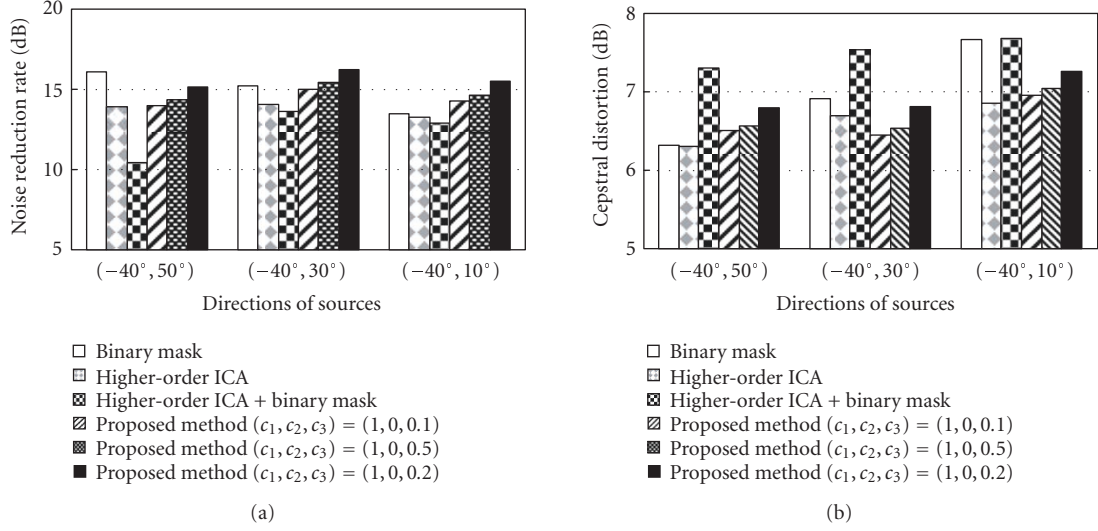 Noise reduction rate (dB)
20
15
10
5
(−40°, 50°)
(−40°, 30°)
(−40°, 10°)
Directions of sources
Binary mask
Higher-order ICA
Higher-order ICA + binary mask
Proposed method (c₁, c₂, c₃) = (1, 0, 0.1)
Proposed method (c₁, c₂, c₃) = (1, 0, 0.5)
Proposed method (c₁, c₂, c₃) = (1, 0, 0.2)
(a)
Cepstral distortion (dB)
8
7
6
5
(−40°, 50°)
(−40°, 30°)
(−40°, 10°)
Directions of sources
Binary mask
Higher-order ICA
Higher-order ICA + binary mask
Proposed method (c₁, c₂, c₃) = (1, 0, 0.1)
Proposed method (c₁, c₂, c₃) = (1, 0, 0.5)
Proposed method (c₁, c₂, c₃) = (1, 0, 0.2)
(b)